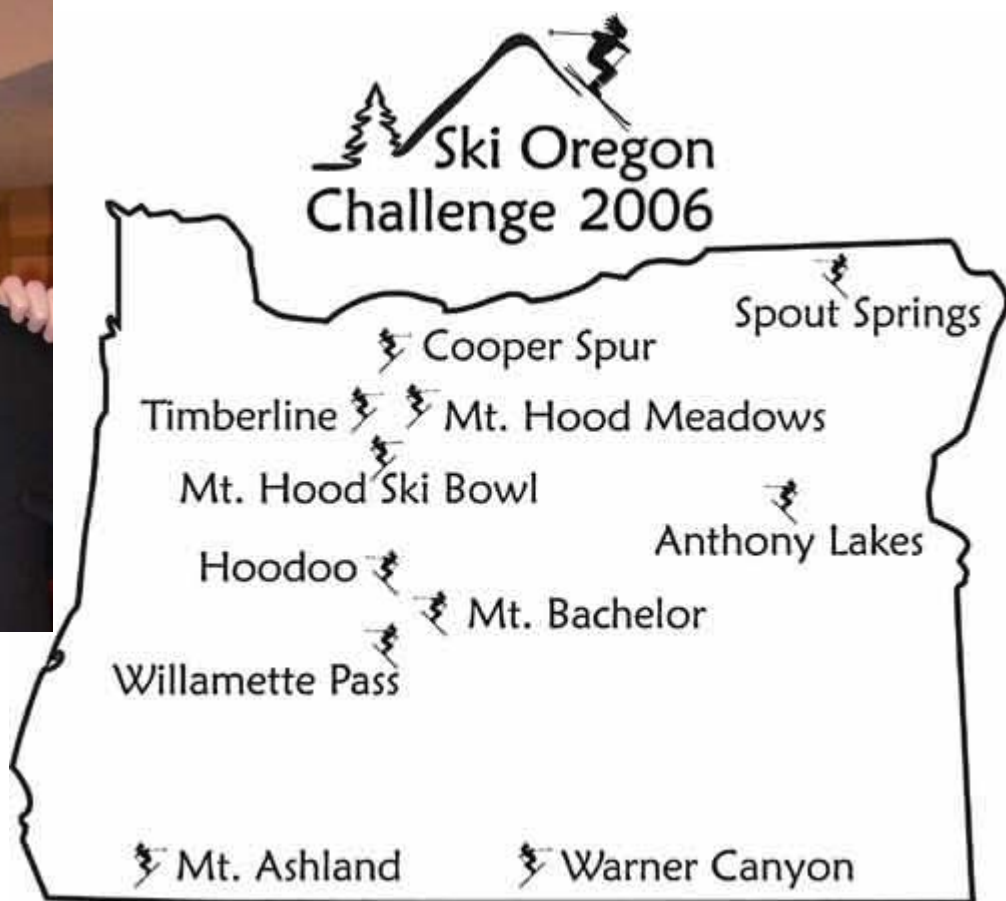 Ski Oregon
Challenge 2006
Spout Springs
Cooper Spur
Timberline
Mt. Hood Meadows
Mt. Hood Ski Bowl
Anthony Lakes
Hoodoo
Mt. Bachelor
Willamette Pass
Mt. Ashland
Warner Canyon